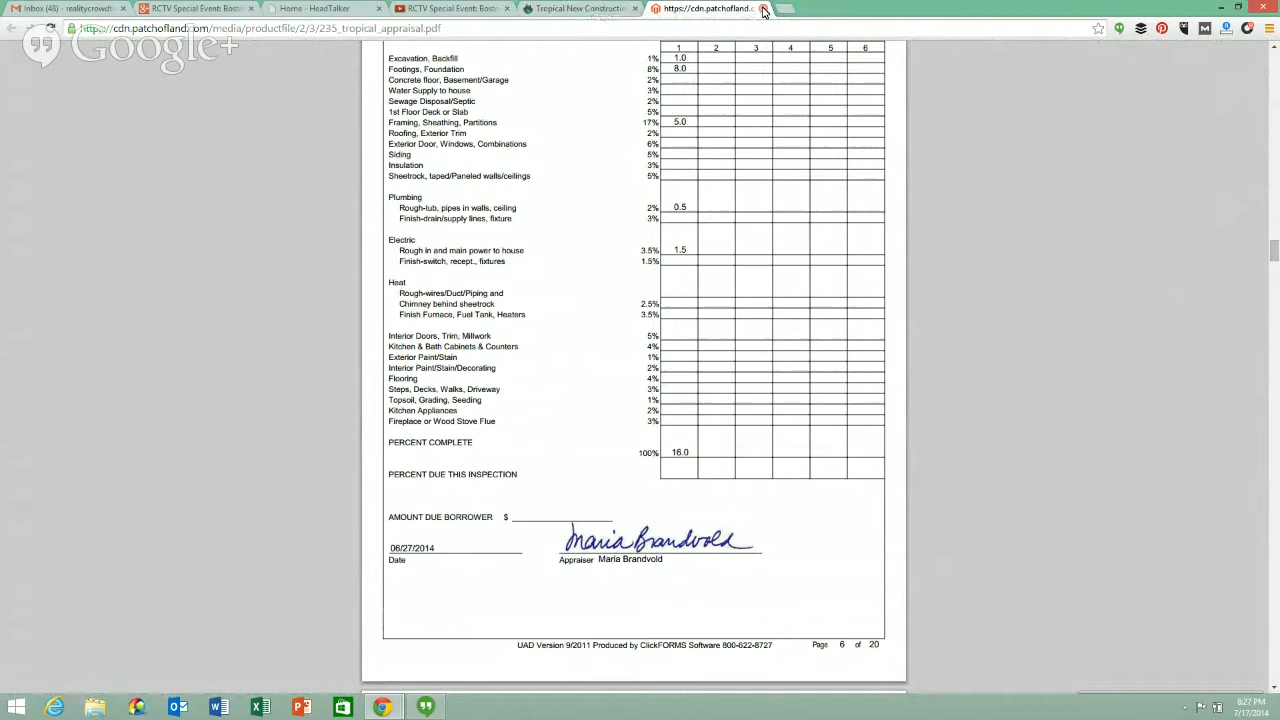 Inbox (48) - realitycrowdt
RCTV Special Event: Bosto
Home - HeadTalker
RCTV Special Event: Bosto
Tropical New Construction
https://cdn.patchofland.c
https://cdn.patchofland.com/media/productfile/2/3/235_tropical_appraisal.pdf
Google+
1 2 3 4 5 6
Excavation, Backfill 1% 1.0
Footings, Foundation 8% 8.0
Concrete floor, Basement/Garage 2%
Water Supply to house 3%
Sewage Disposal/Septic 2%
1st Floor Deck or Slab 5%
Framing, Sheathing, Partitions 17% 5.0
Roofing, Exterior Trim 2%
Exterior Door, Windows, Combinations 6%
Siding 5%
Insulation 3%
Sheetrock, taped/Paneled walls/ceilings 5%
Plumbing
Rough-tub, pipes in walls, ceiling 2% 0.5
Finish-drain/supply lines, fixture 3%
Electric
Rough in and main power to house 3.5% 1.5
Finish-switch, recept., fixtures 1.5%
Heat
Rough-wires/Duct/Piping and
Chimney behind sheetrock 2.5%
Finish Furnace, Fuel Tank, Heaters 3.5%
Interior Doors, Trim, Millwork 5%
Kitchen & Bath Cabinets & Counters 4%
Exterior Paint/Stain 1%
Interior Paint/Stain/Decorating 2%
Flooring 4%
Steps, Decks, Walks, Driveway 3%
Topsoil, Grading, Seeding 1%
Kitchen Appliances 2%
Fireplace or Wood Stove Flue 3%
PERCENT COMPLETE
100% 16.0
PERCENT DUE THIS INSPECTION
AMOUNT DUE BORROWER $
Maria Brandvold
06/27/2014
Date
Appraiser Maria Brandvold
UAD Version 9/2011 Produced by ClickFORMS Software 800-622-8727 Page 6 of 20
8:27 PM
7/17/2014